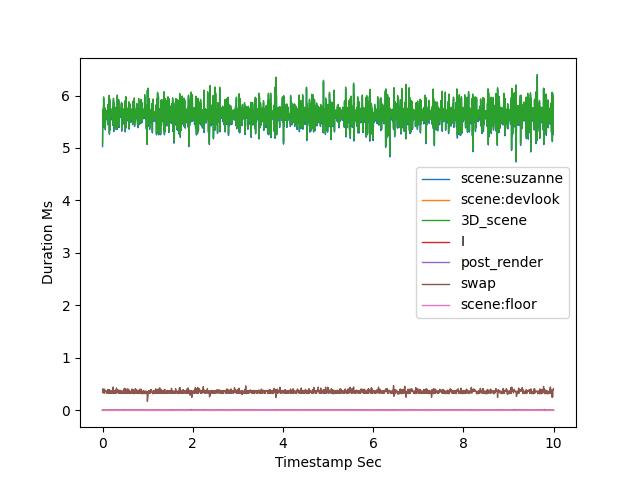 6
5
4
3
2
1
0
Duration Ms
scene:suzanne
scene:devlook
3D_scene
I
post_render
swap
scene:floor
0 2 4 6 8 10
Timestamp Sec